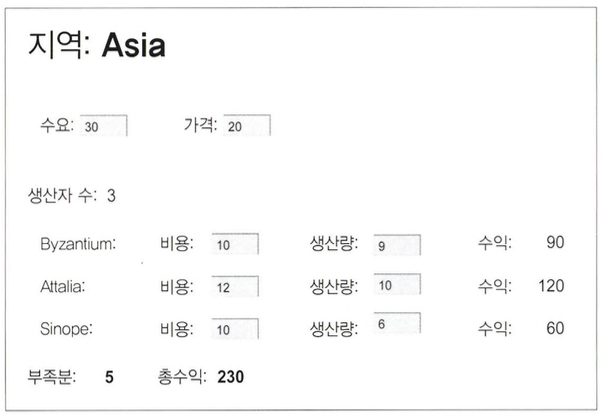 지역: Asia
수요: 30 가격: 20
생산자 수: 3
Byzantium: 비용: 10 생산량: 9 수익: 90
Attalia: 비용: 12 생산량: 10 수익: 120
Sinope: 비용: 10 생산량: 6 수익: 60
부족분: 5 총수익: 230